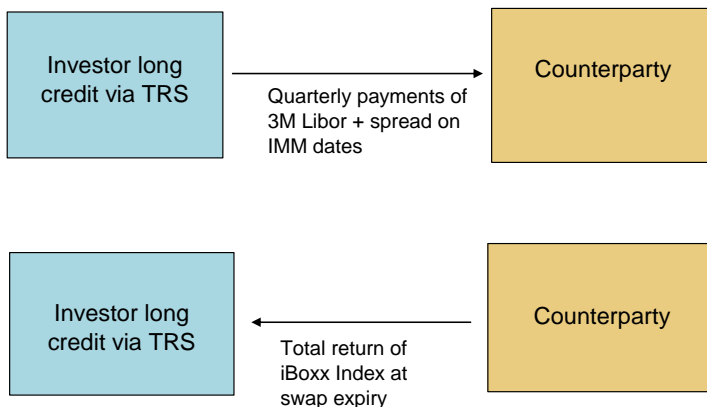 Investor long
credit via TRS
Quarterly payments of
3M Libor + spread on
IMM dates
Counterparty
Investor long
credit via TRS
Total return of
iBoxx Index at
swap expiry
Counterparty